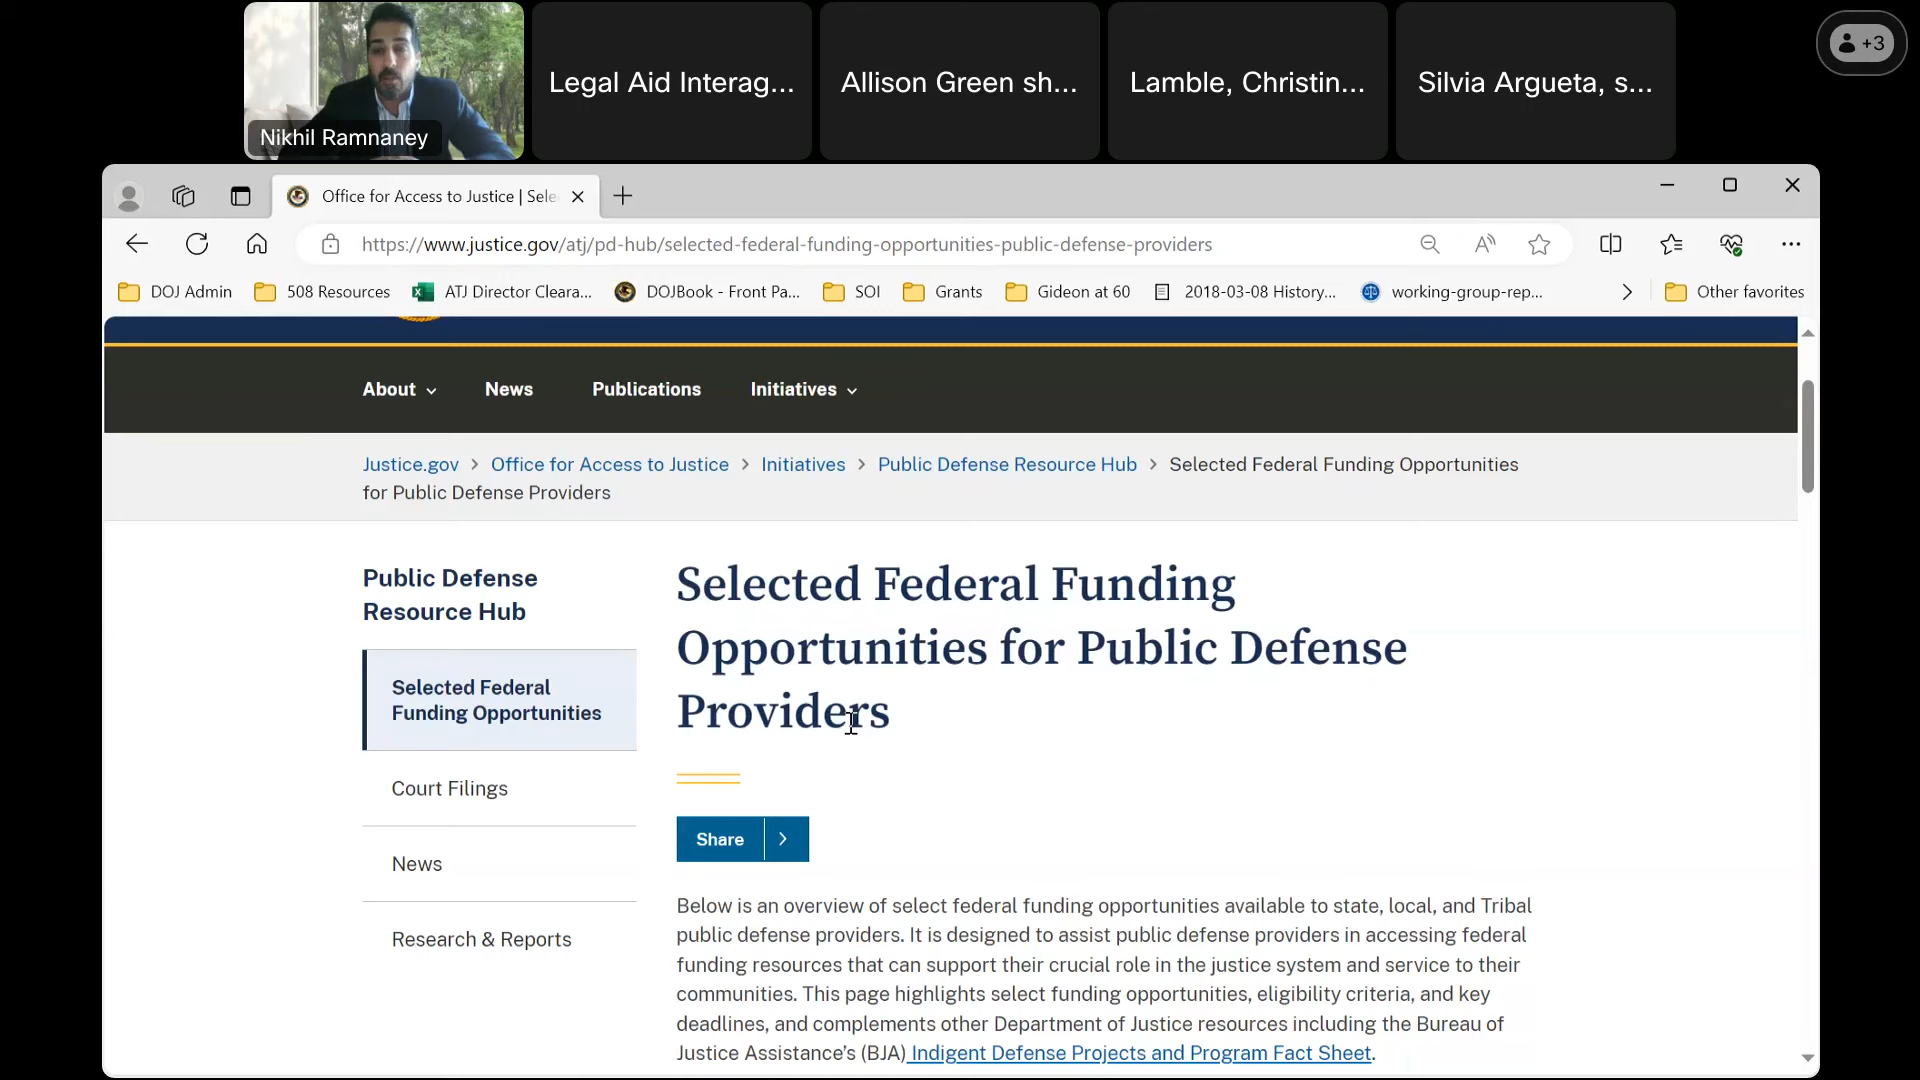 Nikhil Ramnaney
Legal Aid Interag...
Allison Green sh...
Lamble, Christin...
Silvia Argueta, s...
+3
Office for Access to Justice | Sele
https://www.justice.gov/atj/pd-hub/selected-federal-funding-opportunities-public-defense-providers
DOJ Admin
508 Resources
ATJ Director Cleara...
DOJBook - Front Pa...
SOI
Grants
Gideon at 60
2018-03-08 History...
working-group-rep...
Other favorites
About
News
Publications
Initiatives
Justice.gov > Office for Access to Justice > Initiatives > Public Defense Resource Hub > Selected Federal Funding Opportunities
for Public Defense Providers
Public Defense
Resource Hub
Selected Federal
Funding Opportunities
Court Filings
News
Research & Reports
Selected Federal Funding
Opportunities for Public Defense
Providers
Share
Below is an overview of select federal funding opportunities available to state, local, and Tribal
public defense providers. It is designed to assist public defense providers in accessing federal
funding resources that can support their crucial role in the justice system and service to their
communities. This page highlights select funding opportunities, eligibility criteria, and key
deadlines, and complements other Department of Justice resources including the Bureau of
Justice Assistance’s (BJA) Indigent Defense Projects and Program Fact Sheet.